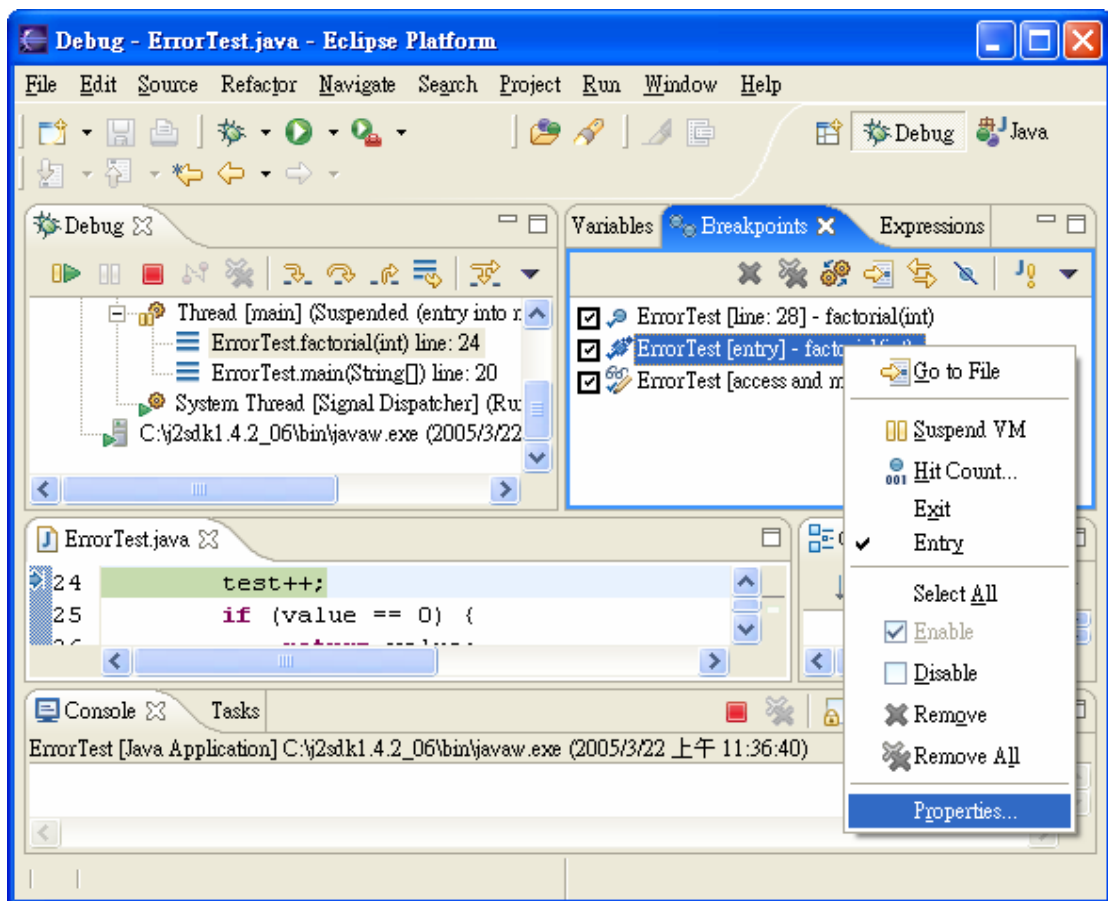 Debug - ErrorTest.java - Eclipse Platform
File Edit Source Refactor Navigate Search Project Run Window Help
Debug Java
Debug
Variables Breakpoints Expressions
Thread [main] (Suspended (entry into
ErrorTest.factorial(int) line: 24
ErrorTest.main(String[]) line: 20
System Thread [Signal Dispatcher] (Ru
C:\j2sdk1.4.2_06\bin\javaw.exe (2005/3/22
ErrorTest [line: 28] - factorial(int)
ErrorTest [entry] - factorial(int)
ErrorTest [access and m
Go to File
Suspend VM
001 Hit Count...
Exit
Entry
Select All
Enable
Disable
Remove
Remove All
Properties...
ErrorTest.java
24 test++;
25 if (value == 0) {
Console Tasks
ErrorTest [Java Application] C:\j2sdk1.4.2_06\bin\javaw.exe (2005/3/22 上午 11:36:40)